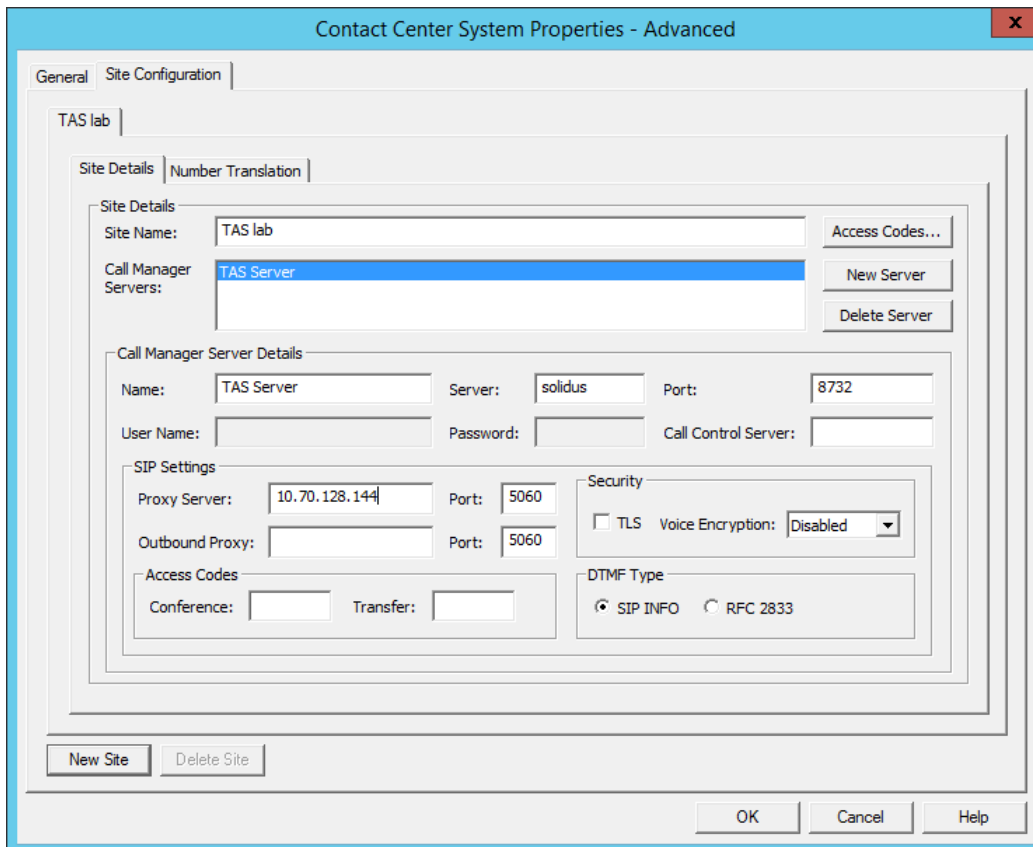 Contact Center System Properties - Advanced
x
General Site Configuration
TAS lab
Site Details Number Translation
Site Details
Site Name: TAS lab Access Codes...
Call Manager Servers: TAS Server New Server
Delete Server
Call Manager Server Details
Name: TAS Server Server: solidus Port: 8732
User Name: Password: Call Control Server:
SIP Settings
Proxy Server: 10.70.128.144 Port: 5060
Outbound Proxy: Port: 5060
Security
TLS Voice Encryption: Disabled
Access Codes
Conference: Transfer:
DTMF Type
SIP INFO RFC 2833
New Site Delete Site
OK Cancel Help